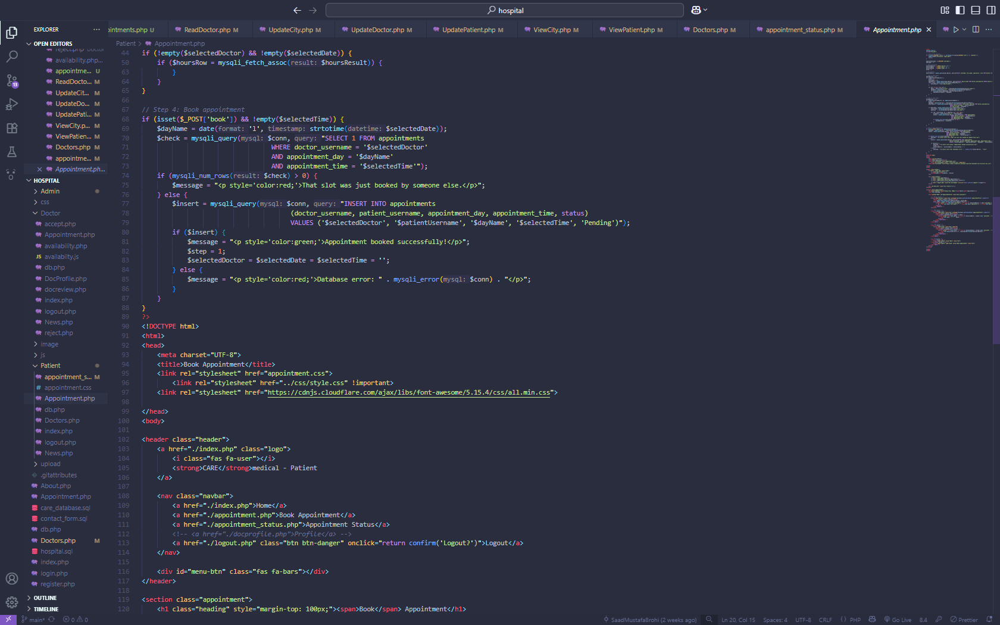 hospital
EXPLORER
pintments.php U
ReadDoctor.php M
UpdateCity.php M
UpdateDoctor.php M
UpdatePatient.php M
ViewCity.php M
ViewPatient.php M
Doctors.php M
appointment_status.php M
Appointment.php
OPEN EDITORS
reject.php Doctor
availability.php...
appointme... U
ReadDocto... M
UpdateCit... M
UpdateDo... M
UpdatePati... M
ViewCity.p... M
ViewPatien... M
Doctors.php M
appointme... M
Appointment.ph...
HOSPITAL
Admin
css
Doctor
accept.php
Appointment.php
availability.php
JS availabilty.js
db.php
DocProfile.php
docreview.php
index.php
logout.php
News.php
reject.php
image
js
Patient
appointment_s... M
# appointment.css
Appointment.php
db.php
Doctors.php
index.php
logout.php
News.php
upload
.gitattributes
About.php
Appointment.php
care_database.sql
contact_form.sql
db.php
Doctors.php M
hospital.sql
index.php
login.php
register.php
OUTLINE
TIMELINE
Patient > Appointment.php
44 if (!empty($selectedDoctor) && !empty($selectedDate)) {
50 if ($hoursRow = mysqli_fetch_assoc(result: $hoursResult)) {
63 }
64 }
65 }
66
67 // Step 4: Book appointment
68 if (isset($_POST['book']) && !empty($selectedTime)) {
69 $dayName = date(format: 'l', timestamp: strtotime(datetime: $selectedDate));
70 $check = mysqli_query(mysql: $conn, query: "SELECT 1 FROM appointments
71 WHERE doctor_username = '$selectedDoctor'
72 AND appointment_day = '$dayName'
73 AND appointment_time = '$selectedTime'");
74 if (mysqli_num_rows(result: $check) > 0) {
75 $message = "<p style='color:red;'>That slot was just booked by someone else.</p>";
76 } else {
77 $insert = mysqli_query(mysql: $conn, query: "INSERT INTO appointments
78 (doctor_username, patient_username, appointment_day, appointment_time, status)
79 VALUES ('$selectedDoctor', '$patientUsername', '$dayName', '$selectedTime', 'Pending')");
80 if ($insert) {
81 $message = "<p style='color:green;'>Appointment booked successfully!</p>";
82 $step = 1;
83 $selectedDoctor = $selectedDate = $selectedTime = '';
84 } else {
85 $message = "<p style='color:red;'>Database error: " . mysqli_error(mysql: $conn) . "</p>";
86 }
87 }
88 }
89 ?>
90 <!DOCTYPE html>
91 <html>
92 <head>
93 <meta charset="UTF-8">
94 <title>Book Appointment</title>
95 <link rel="stylesheet" href="appointment.css">
96 <link rel="stylesheet" href="../css/style.css" !important>
97 <link rel="stylesheet" href="https://cdnjs.cloudflare.com/ajax/libs/font-awesome/5.15.4/css/all.min.css">
98
99 </head>
100 <body>
101
102 <header class="header">
103 <a href="./index.php" class="logo">
104 <i class="fas fa-user"></i>
105 <strong>CARE</strong>medical - Patient
106 </a>
107
108 <nav class="navbar">
109 <a href="./index.php">Home</a>
110 <a href="./appointment.php">Book Appointment</a>
111 <a href="./appointment_status.php">Appointment Status</a>
112 <!-- <a href="./docprofile.php">Profile</a> -->
113 <a href="./logout.php" class="btn btn-danger" onclick="return confirm('Logout?')">Logout</a>
114 </nav>
115
116 <div id="menu-btn" class="fas fa-bars"></div>
117 </header>
118
119 <section class="appointment">
120 <h1 class="heading" style="margin-top: 100px;"><span>Book</span> Appointment</h1>
13
main* 0 0
SaadMustafaBrohi (2 weeks ago) Ln 20, Col 15 Spaces: 4 UTF-8 CRLF {} PHP Go Live 8.4 Prettier